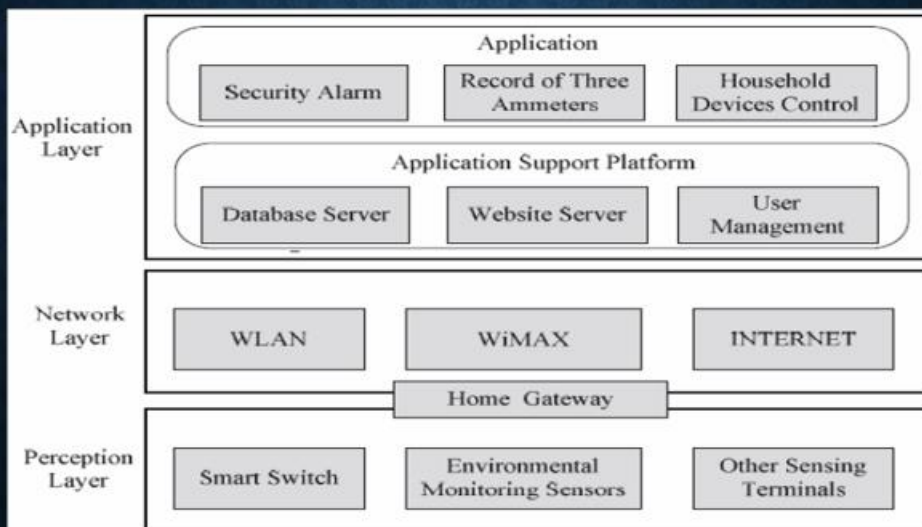 Application
Security Alarm
Record of Three
Ammeters
Household
Devices Control
Application
Layer
Application Support Platform
Database Server
Website Server
User
Management
Network
Layer
WLAN
WiMAX
INTERNET
Home Gateway
Perception
Layer
Smart Switch
Environmental
Monitoring Sensors
Other Sensing
Terminals